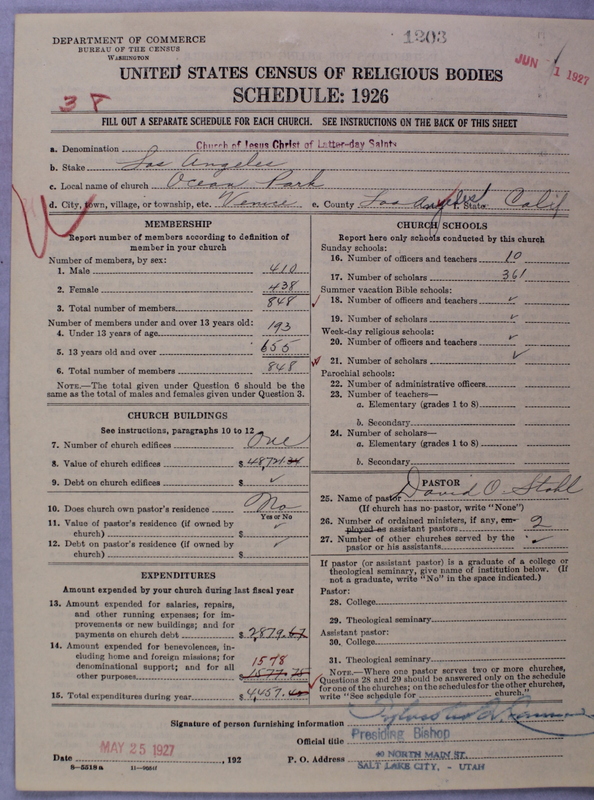 DEPARTMENT OF COMMERCE
BUREAU OF THE CENSUS
WASHINGTON
1203
JUN 1 1927
UNITED STATES CENSUS OF RELIGIOUS BODIES
SCHEDULE: 1926
38
FILL OUT A SEPARATE SCHEDULE FOR EACH CHURCH. SEE INSTRUCTIONS ON THE BACK OF THIS SHEET
a. Denomination Church of Jesus Christ of Latter-day Saints
b. Stake Los Angeles
c. Local name of church Ocean Park
d. City, town, village, or township, etc. Venice e. County Los Angeles f. State Calif
MEMBERSHIP
Report number of members according to definition of
member in your church
Number of members, by sex:
1. Male 410
2. Female 438
3. Total number of members 848
Number of members under and over 13 years old:
4. Under 13 years of age 193
5. 13 years old and over 655
6. Total number of members 848
NOTE.—The total given under Question 6 should be the
same as the total of males and females given under Question 3.
CHURCH BUILDINGS
See instructions, paragraphs 10 to 12
7. Number of church edifices One
8. Value of church edifices $
9. Debt on church edifices $ ✓
10. Does church own pastor's residence No
Yes or No
11. Value of pastor's residence (if owned by
church) $ ✓
12. Debt on pastor's residence (if owned by
church) $ ✓
EXPENDITURES
Amount expended by your church during last fiscal year
13. Amount expended for salaries, repairs,
and other running expenses; for im-
provements or new buildings; and for
payments on church debt $ 2879.67
14. Amount expended for benevolences, in-
cluding home and foreign missions; for
denominational support; and for all
other purposes 1578 1577.75
15. Total expenditures during year $ 4,457.42
CHURCH SCHOOLS
Report here only schools conducted by this church
Sunday schools:
16. Number of officers and teachers 10
17. Number of scholars 361
Summer vacation Bible schools:
18. Number of officers and teachers ✓
19. Number of scholars ✓
Week-day religious schools:
20. Number of officers and teachers ✓
21. Number of scholars ✓
Parochial schools:
22. Number of administrative officers
23. Number of teachers—
a. Elementary (grades 1 to 8)
b. Secondary
24. Number of scholars—
a. Elementary (grades 1 to 8)
b. Secondary
PASTOR
25. Name of pastor David O. Stohl
(If church has no pastor, write "None")
26. Number of ordained ministers, if any, em-
ployed as assistant pastors 2
27. Number of other churches served by the
pastor or his assistants ✓
If pastor (or assistant pastor) is a graduate of a college or
theological seminary, give name of institution below. (If
not a graduate, write "No" in the space indicated.)
Pastor:
28. College
29. Theological seminary
Assistant pastor:
30. College
31. Theological seminary
NOTE.—Where one pastor serves two or more churches,
Questions 28 and 29 should be answered only on the schedule
for one of the churches; on the schedules for the other churches,
write "See schedule for church."
Signature of person furnishing information Sylvester Q. Cannon
Official title Presiding Bishop
Date MAY 25 1927, 192 P. O. Address 40 NORTH MAIN ST.
SALT LAKE CITY, - UTAH
8-5518a